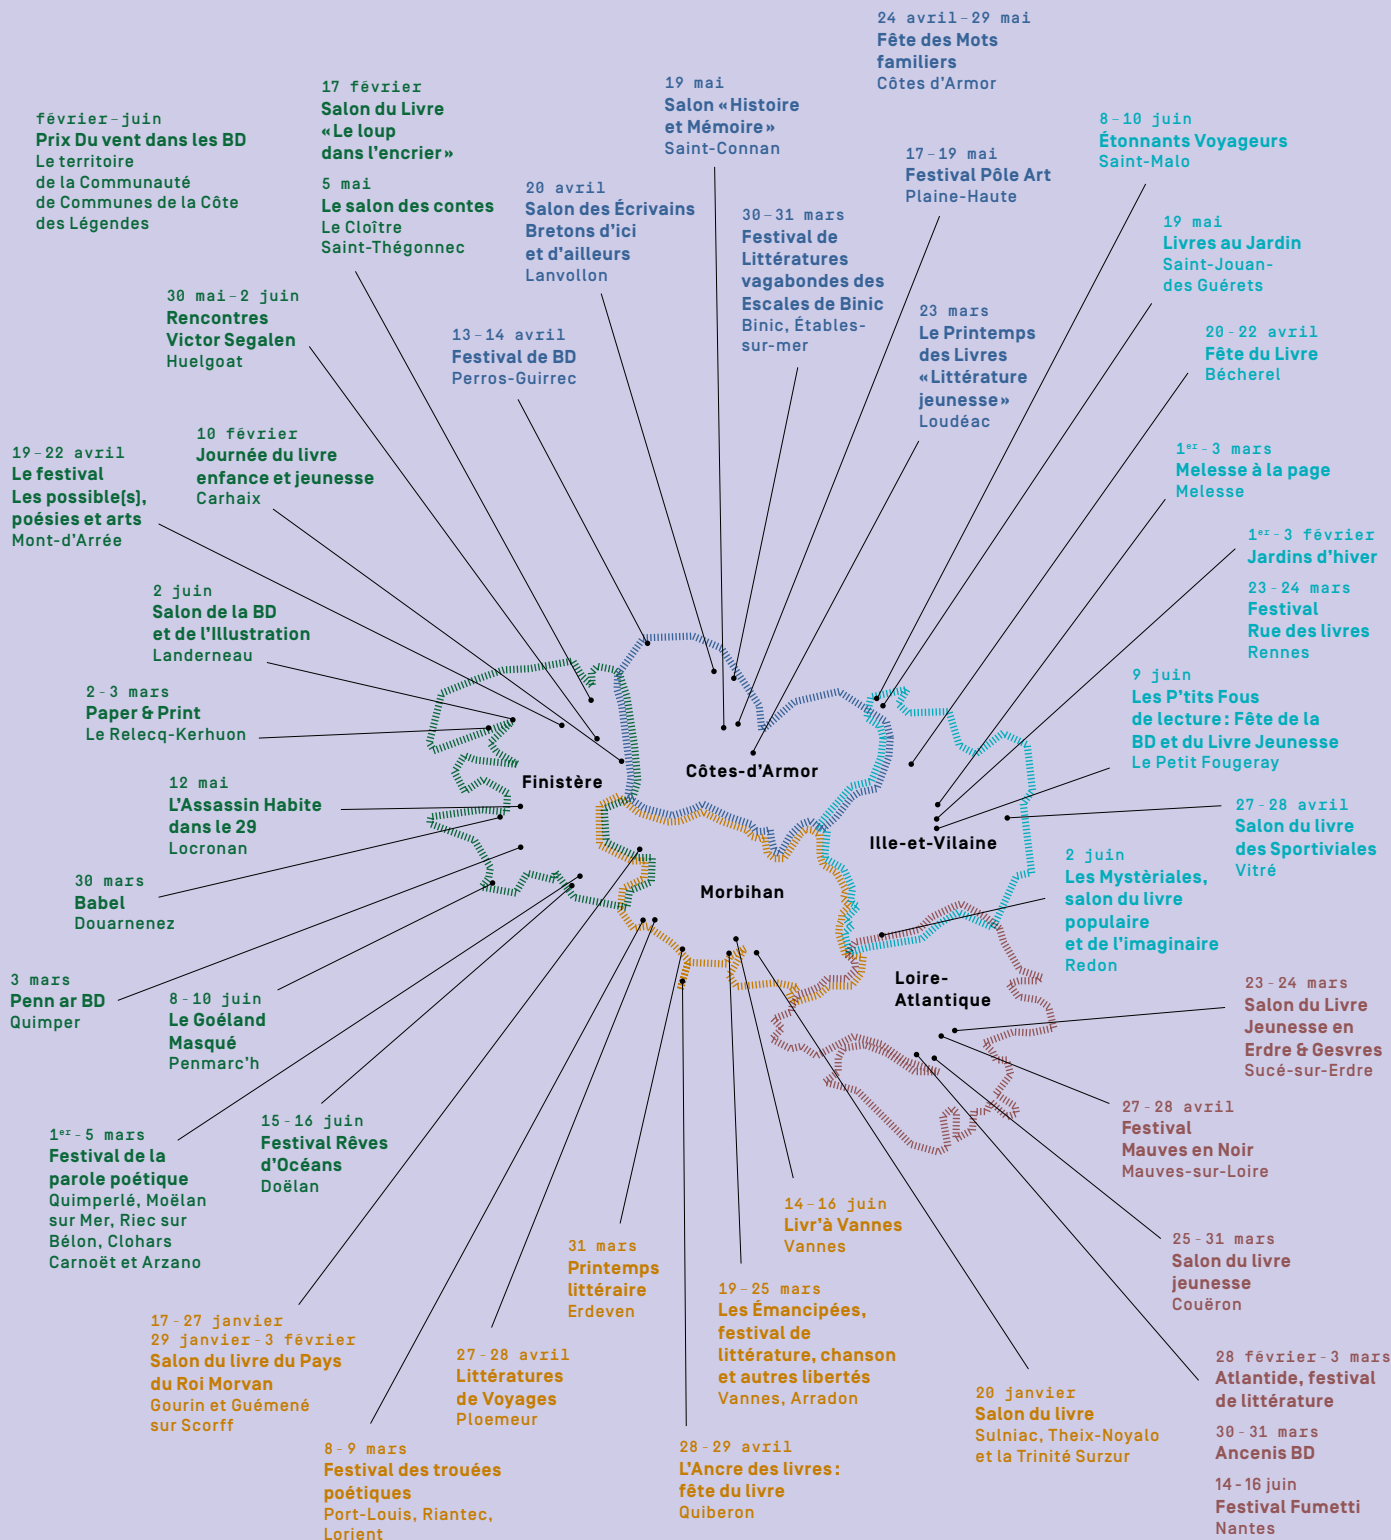 24 avril – 29 mai
Fête des Mots
familiers
Côtes d’Armor
19 mai
Salon « Histoire
et Mémoire »
Saint-Connan
17 février
Salon du Livre
« Le loup
dans l’encrier »
5 mai
Le salon des contes
Le Cloître
Saint-Thégonnec
février – juin
Prix Du vent dans les BD
Le territoire
de la Communauté
de Communes de la Côte
des Légendes
8 – 10 juin
Étonnants Voyageurs
Saint-Malo
17 – 19 mai
Festival Pôle Art
Plaine-Haute
20 avril
Salon des Écrivains
Bretons d’ici
et d’ailleurs
Lanvollon
30 – 31 mars
Festival de
Littératures
vagabondes des
Escales de Binic
Binic, Étables-
sur-mer
19 mai
Livres au Jardin
Saint-Jouan-
des Guérets
30 mai – 2 juin
Rencontres
Victor Segalen
Huelgoat
13 – 14 avril
Festival de BD
Perros-Guirrec
23 mars
Le Printemps
des Livres
« Littérature
jeunesse »
Loudéac
20 – 22 avril
Fête du Livre
Bécherel
19 – 22 avril
Le festival
Les possible[s],
poésies et arts
Mont-d’Arrée
10 février
Journée du livre
enfance et jeunesse
Carhaix
1er – 3 mars
Melesse à la page
Melesse
1er – 3 février
Jardins d’hiver
23 – 24 mars
Festival
Rue des livres
Rennes
2 juin
Salon de la BD
et de l’Illustration
Landerneau
2 – 3 mars
Paper & Print
Le Relecq-Kerhuon
9 juin
Les P’tits Fous
de lecture : Fête de la
BD et du Livre Jeunesse
Le Petit Fougeray
12 mai
L’Assassin Habite
dans le 29
Locronan
Finistère
Côtes-d’Armor
Ille-et-Vilaine
Morbihan
Loire-
Atlantique
27 – 28 avril
Salon du livre
des Sportiviales
Vitré
2 juin
Les Mystèriales,
salon du livre
populaire
et de l’imaginaire
Redon
30 mars
Babel
Douarnenez
3 mars
Penn ar BD
Quimper
8 – 10 juin
Le Goéland
Masqué
Penmarc’h
23 – 24 mars
Salon du Livre
Jeunesse en
Erdre & Gesvres
Sucé-sur-Erdre
27 – 28 avril
Festival
Mauves en Noir
Mauves-sur-Loire
1er – 5 mars
Festival de la
parole poétique
Quimperlé, Moëlan
sur Mer, Riec sur
Bélon, Clohars
Carnoët et Arzano
15 – 16 juin
Festival Rêves
d’Océans
Doëlan
14 – 16 juin
Livr’à Vannes
Vannes
25 – 31 mars
Salon du livre
jeunesse
Couëron
31 mars
Printemps
littéraire
Erdeven
19 – 25 mars
Les Émancipées,
festival de
littérature, chanson
et autres libertés
Vannes, Arradon
17 – 27 janvier
29 janvier – 3 février
Salon du livre du Pays
du Roi Morvan
Gourin et Guémené
sur Scorff
27 – 28 avril
Littératures
de Voyages
Ploemeur
20 janvier
Salon du livre
Sulniac, Theix-Noyalo
et la Trinité Surzur
28 février – 3 mars
Atlantide, festival
de littérature
30 – 31 mars
Ancenis BD
14 - 16 juin
Festival Fumetti
Nantes
8 – 9 mars
Festival des trouées
poétiques
Port-Louis, Riantec,
Lorient
28 – 29 avril
L’Ancre des livres :
fête du livre
Quiberon